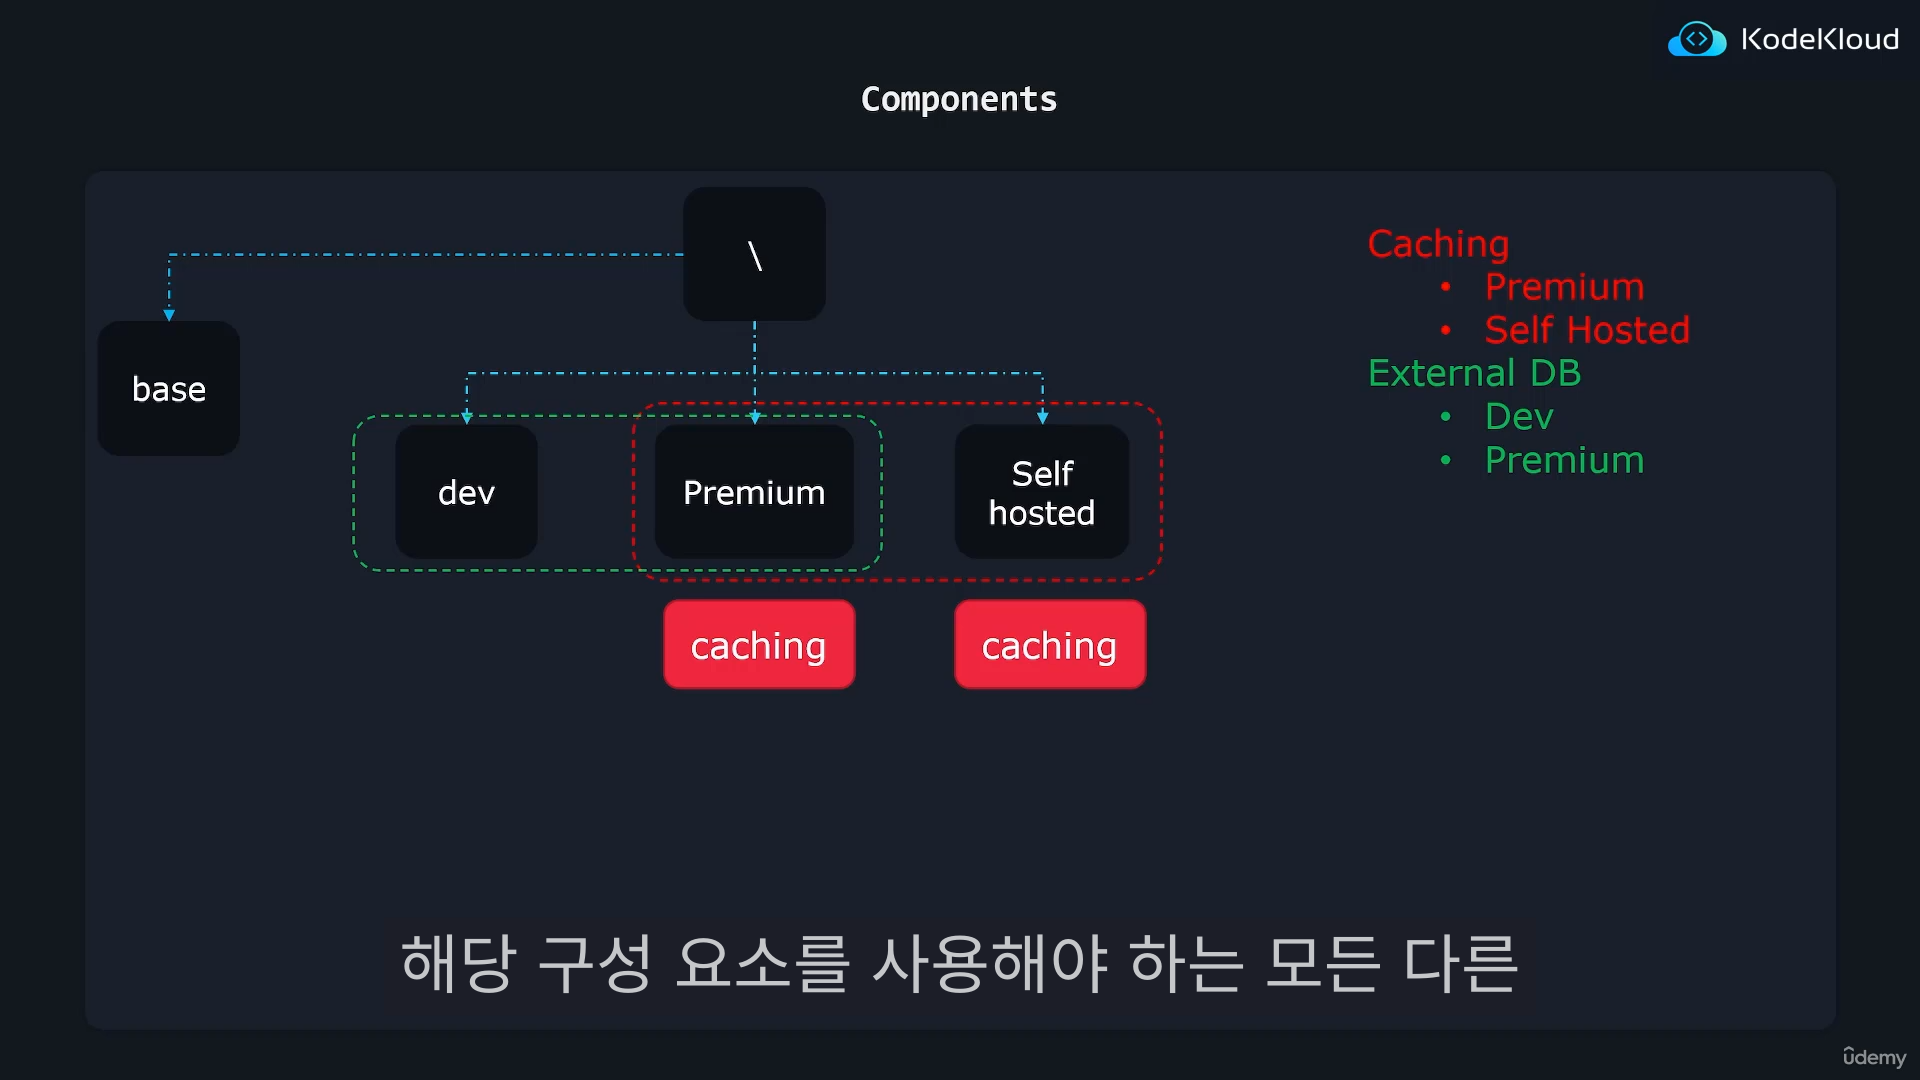 KodeKloud
Components
\
base
dev
Premium
Self
hosted
caching
caching
Caching
• Premium
• Self Hosted
External DB
• Dev
• Premium
해당 구성 요소를 사용해야 하는 모든 다른
ûdemy